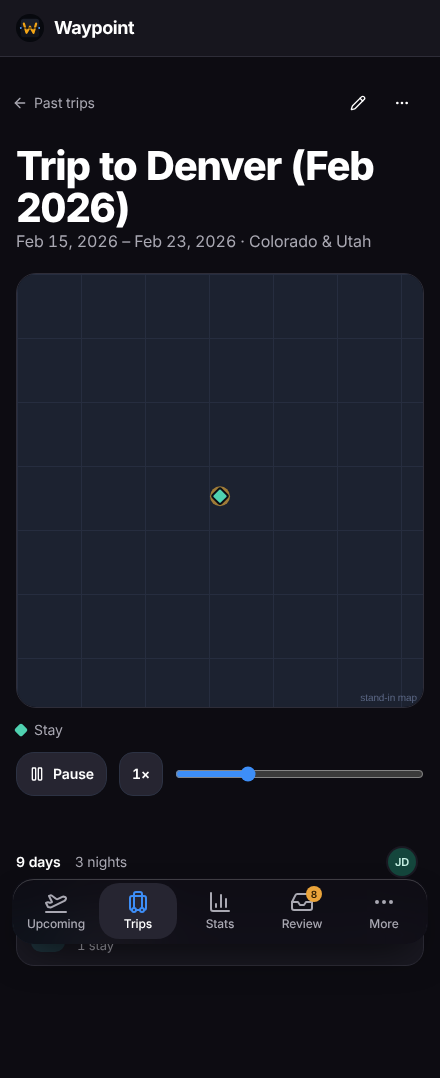 Waypoint
Past trips
Trip to Denver (Feb
2026)
Feb 15, 2026 – Feb 23, 2026 · Colorado & Utah
stand-in map
Stay
Pause
1×
9 days 3 nights
JD
8
Upcoming
Trips
Stats
Review
More
1 stay